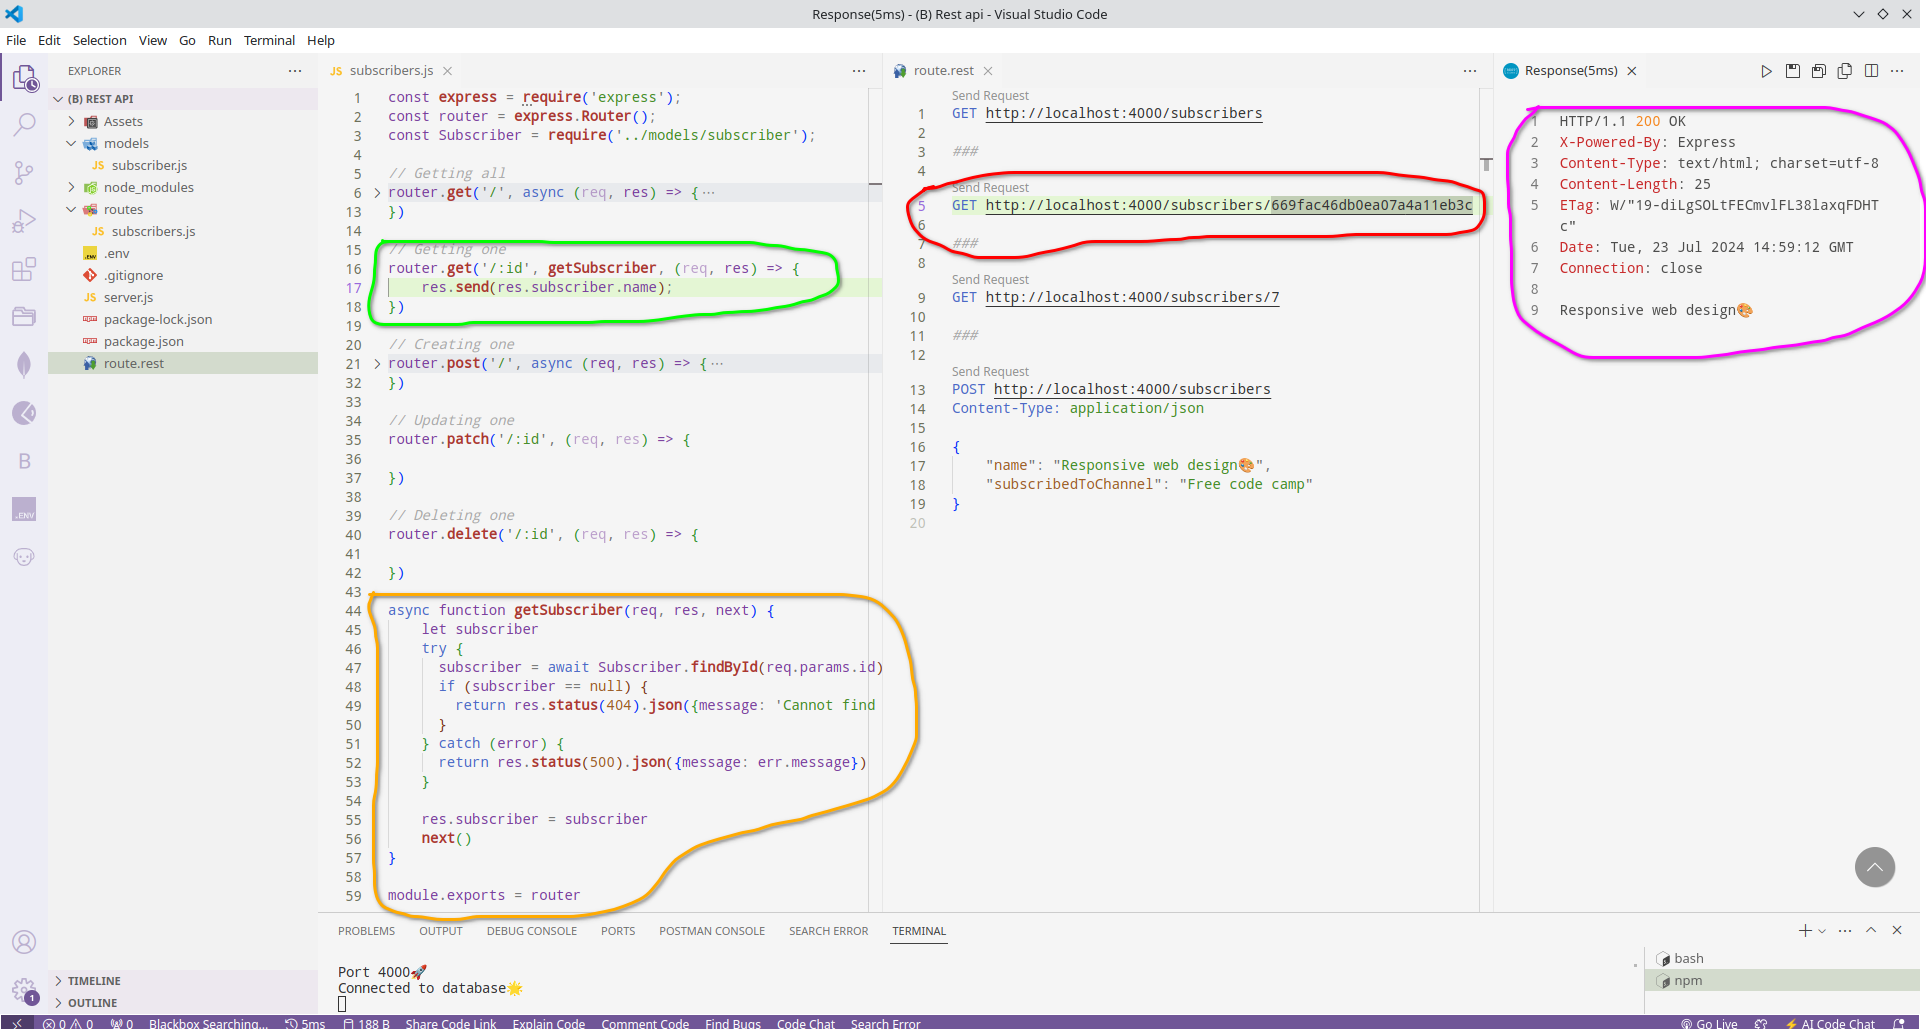 Response(5ms) - (B) Rest api - Visual Studio Code
File Edit Selection View Go Run Terminal Help
EXPLORER
(B) REST API
Assets
models
JS subscriber.js
node_modules
routes
JS subscribers.js
.env
.gitignore
JS server.js
package-lock.json
package.json
route.rest
TIMELINE
OUTLINE
JS subscribers.js
1 const express = require('express');
2 const router = express.Router();
3 const Subscriber = require('../models/subscriber');
4
5 // Getting all
6 router.get('/', async (req, res) => {···
13 })
14
15 // Getting one
16 router.get('/:id', getSubscriber, (req, res) => {
17 res.send(res.subscriber.name);
18 })
19
20 // Creating one
21 router.post('/', async (req, res) => {···
32 })
33
34 // Updating one
35 router.patch('/:id', (req, res) => {
36
37 })
38
39 // Deleting one
40 router.delete('/:id', (req, res) => {
41
42 })
43
44 async function getSubscriber(req, res, next) {
45 let subscriber
46 try {
47 subscriber = await Subscriber.findById(req.params.id)
48 if (subscriber == null) {
49 return res.status(404).json({message: 'Cannot find
50 }
51 } catch (error) {
52 return res.status(500).json({message: err.message})
53 }
54
55 res.subscriber = subscriber
56 next()
57 }
58
59 module.exports = router
route.rest
Send Request
1 GET http://localhost:4000/subscribers
2
3 ###
4
Send Request
5 GET http://localhost:4000/subscribers/669fac46db0ea07a4a11eb3c
6
7 ###
8
Send Request
9 GET http://localhost:4000/subscribers/7
10
11 ###
12
Send Request
13 POST http://localhost:4000/subscribers
14 Content-Type: application/json
15
16 {
17 "name": "Responsive web design🎨",
18 "subscribedToChannel": "Free code camp"
19 }
20
Response(5ms)
1 HTTP/1.1 200 OK
2 X-Powered-By: Express
3 Content-Type: text/html; charset=utf-8
4 Content-Length: 25
5 ETag: W/"19-diLgSOLtFECmvlFL38laxqFDHT
c"
6 Date: Tue, 23 Jul 2024 14:59:12 GMT
7 Connection: close
8
9 Responsive web design🎨
PROBLEMS OUTPUT DEBUG CONSOLE PORTS POSTMAN CONSOLE SEARCH ERROR TERMINAL
Port 4000🚀
Connected to database🌟
bash
npm
B
.ENV
1
0 0 0 Blackbox Searching... 5ms 188 B Share Code Link Explain Code Comment Code Find Bugs Code Chat Search Error Go Live AI Code Chat